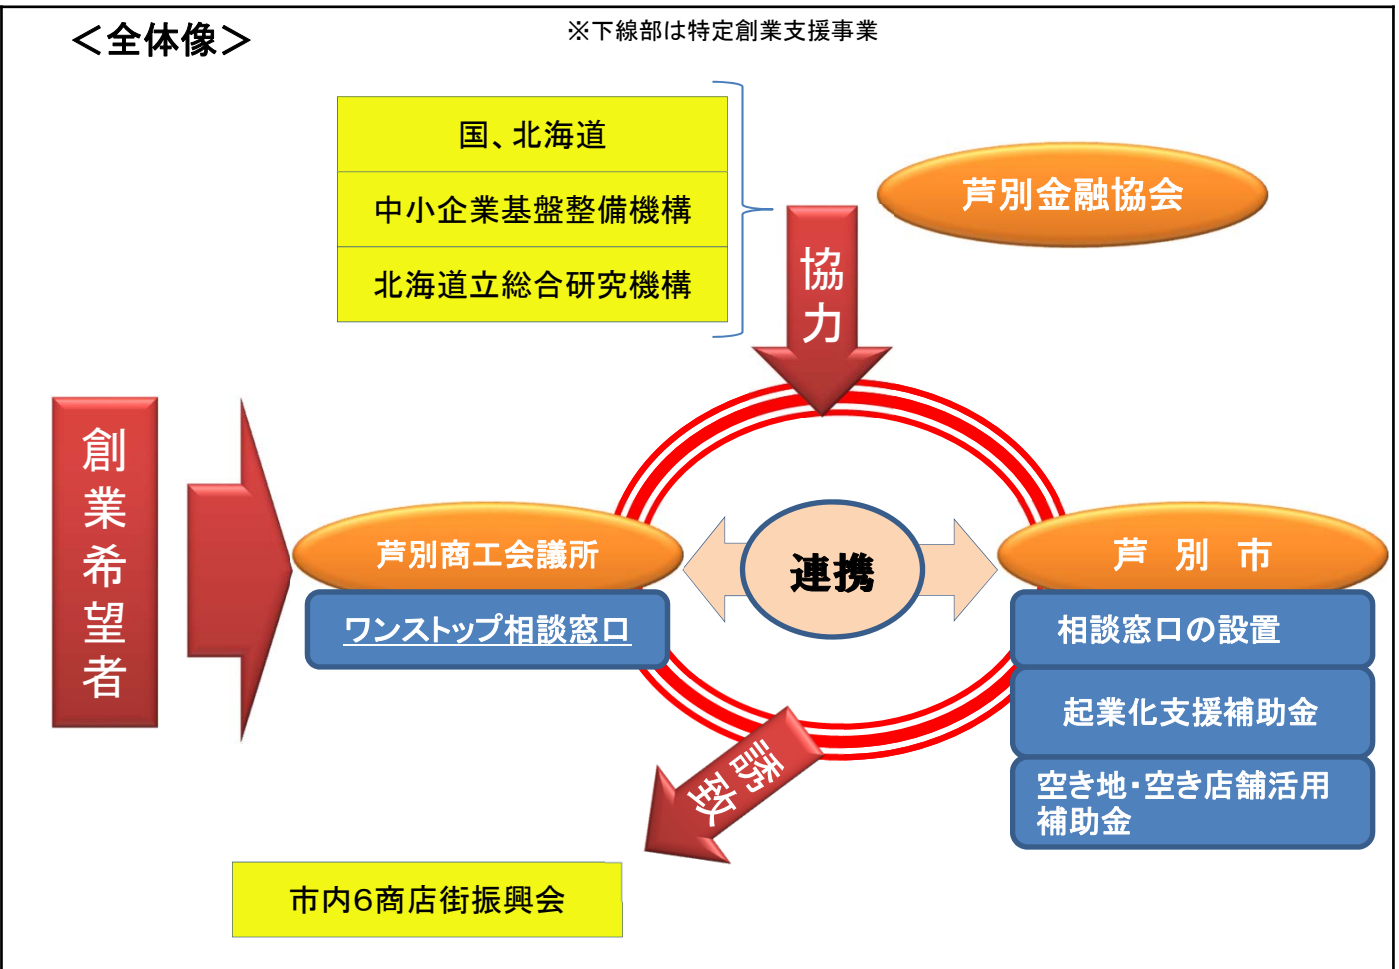 ＜全体像＞
※下線部は特定創業支援事業
国、北海道
中小企業基盤整備機構
北海道立総合研究機構
芦別金融協会
協力
創業希望者
芦別商工会議所
ワンストップ相談窓口
連携
芦 別 市
相談窓口の設置
起業化支援補助金
空き地・空き店舗活用
補助金
誘致
市内6商店街振興会